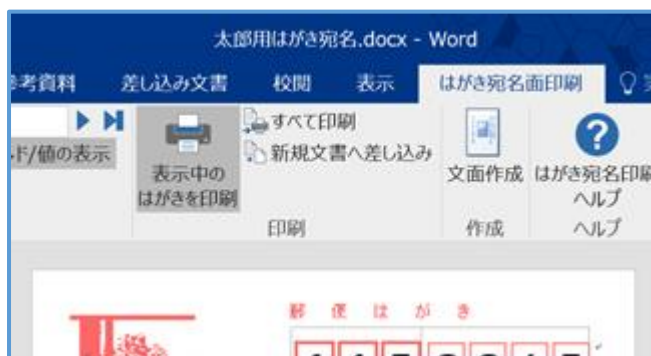 太郎用はがき宛名.docx - Word
参考資料 差し込み文書 校閲 表示 はがき宛名面印刷
すべて印刷
ド/値の表示 新規文書へ差し込み
表示中の 文面作成 はがき宛名印刷
はがきを印刷 ヘルプ
印刷 作成 ヘルプ
郵便はがき